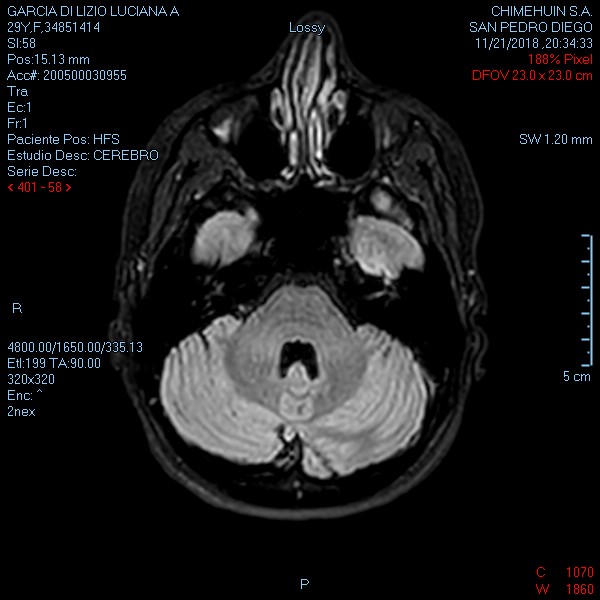 GARCIA DI LIZIO LUCIANA A
29Y,F,34851414
Sl:58
Pos:15.13 mm
Acc#: 200500030955
Tra
Ec:1
Fr:1
Paciente Pos: HFS
Estudio Desc: CEREBRO
Serie Desc:
< 401 - 58 >
Lossy
CHIMEHUIN S.A.
SAN PEDRO DIEGO
11/21/2018 ,20:34:33
188% Pixel
DFOV 23.0 x 23.0 cm
SW 1.20 mm
R
4800.00/1650.00/335.13
Etl:199 TA:90.00
320x320
Enc: ^
2nex
5 cm
P
C 1070
W 1860